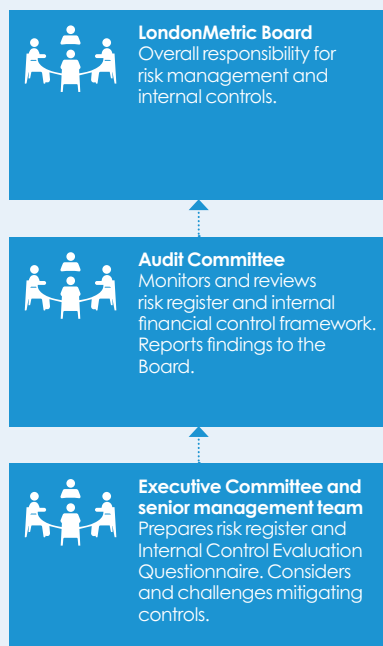 LondonMetric Board
Overall responsibility for
risk management and
internal controls.
Audit Committee
Monitors and reviews
risk register and internal
financial control framework.
Reports findings to the
Board.
Executive Committee and
senior management team
Prepares risk register and
Internal Control Evaluation
Questionnaire. Considers
and challenges mitigating
controls.